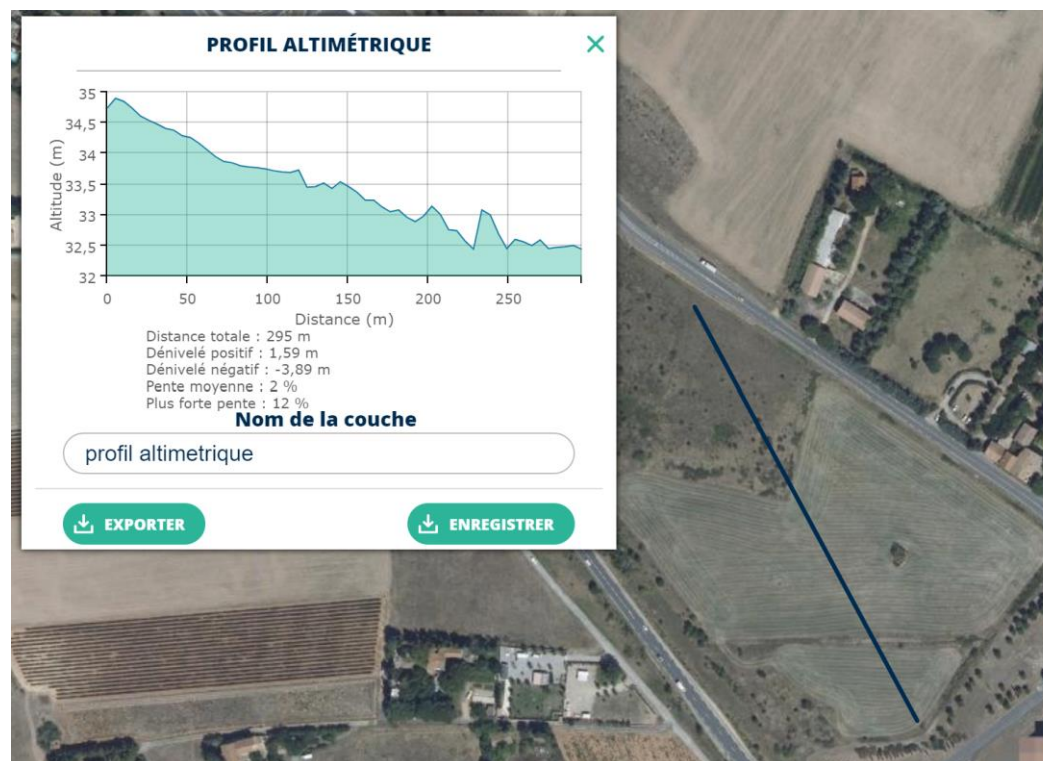 PROFIL ALTIMÉTRIQUE
35
34,5
34
33,5
33
32,5
32
Altitude (m)
0 50 100 150 200 250
Distance (m)
Distance totale : 295 m
Dénivelé positif : 1,59 m
Dénivelé négatif : -3,89 m
Pente moyenne : 2 %
Plus forte pente : 12 %
Nom de la couche
profil altimetrique
EXPORTER ENREGISTRER